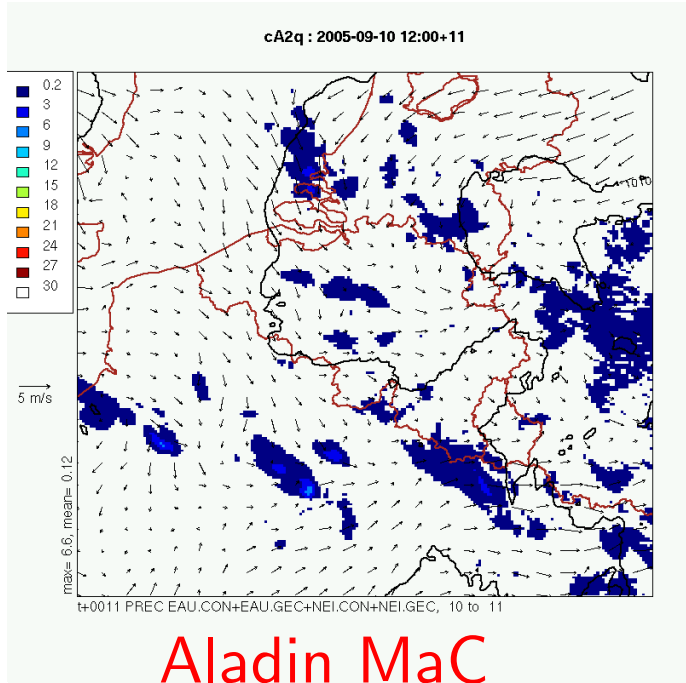 cA2q : 2005-09-10 12:00+11
0.2
3
6
9
12
15
18
21
24
27
30
1010
5 m/s
max= 6.6, mean= 0.12
t+0011 PREC EAU.CON+EAU.GEC+NEI.CON+NEI.GEC, 10 to 11
Aladin MaC